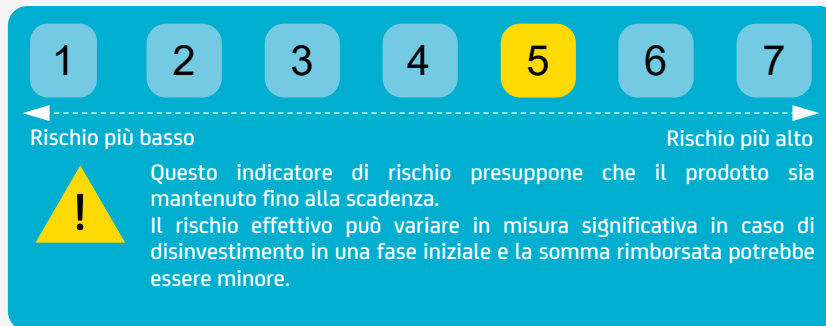 1 2 3 4 5 6 7
Rischio più basso Rischio più alto
!
Questo indicatore di rischio presuppone che il prodotto sia
mantenuto fino alla scadenza.
Il rischio effettivo può variare in misura significativa in caso di
disinvestimento in una fase iniziale e la somma rimborsata potrebbe
essere minore.